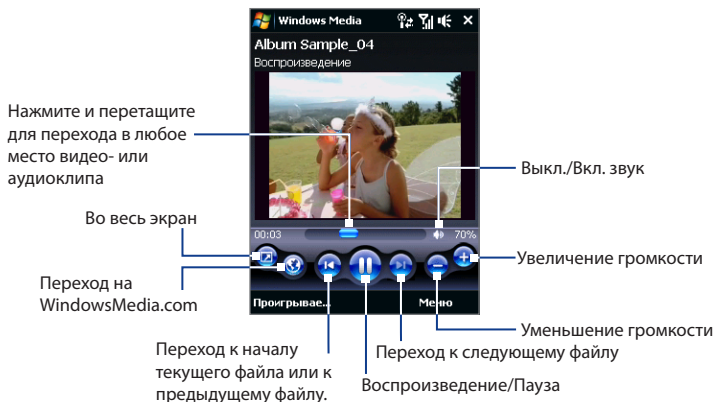 Windows Media
Album Sample_04
Воспроизведение
Нажмите и перетащите
для перехода в любое
место видео- или
аудиоклипа
Выкл./Вкл. звук
Во весь экран
00:03
70%
Увеличение громкости
Переход на
WindowsMedia.com
Проигрывае...
Меню
Уменьшение громкости
Переход к началу
текущего файла или к
предыдущему файлу.
Переход к следующему файлу
Воспроизведение/Пауза